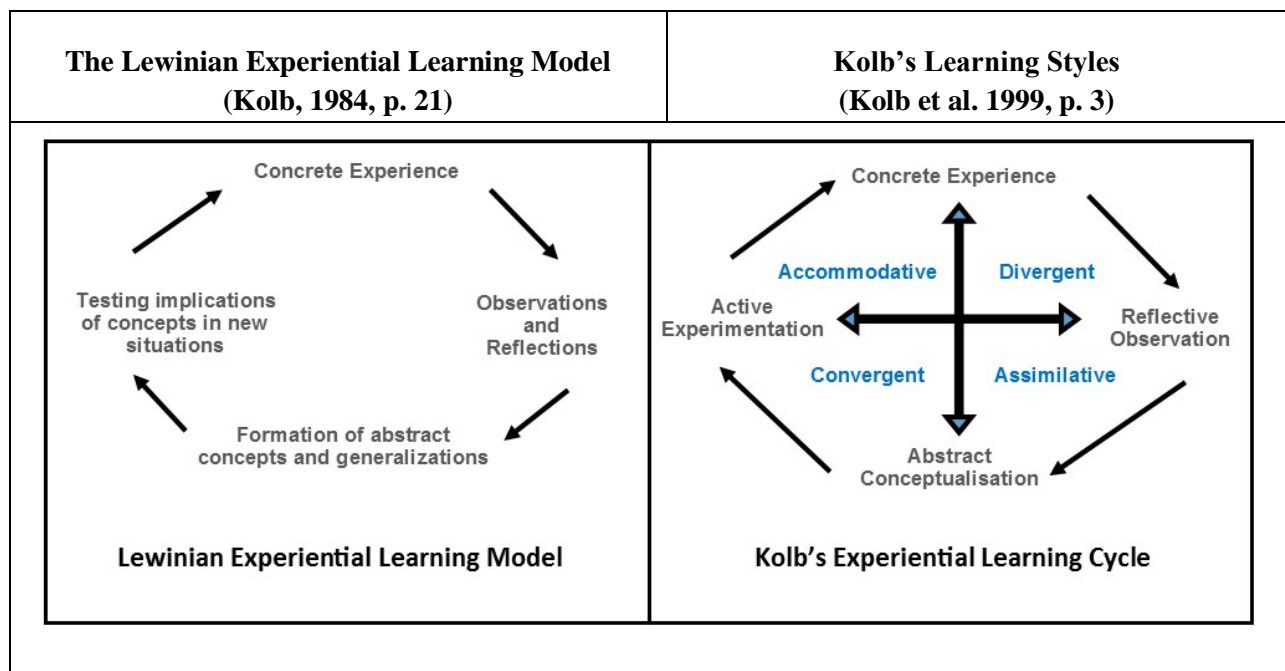 The Lewinian Experiential Learning Model
(Kolb, 1984, p. 21)
Kolb’s Learning Styles
(Kolb et al. 1999, p. 3)
Concrete Experience
Testing implications
of concepts in new
situations
Observations
and
Reflections
Formation of abstract
concepts and generalizations
Lewinian Experiential Learning Model
Concrete Experience
Accommodative
Divergent
Active
Experimentation
Reflective
Observation
Convergent
Assimilative
Abstract
Conceptualisation
Kolb’s Experiential Learning Cycle